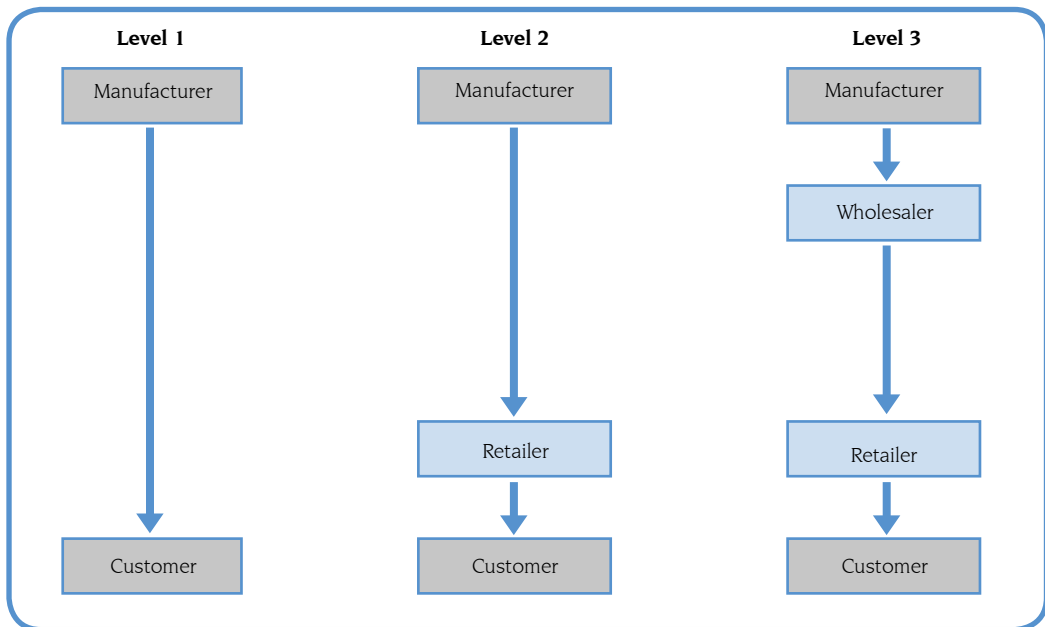 Level 1
Level 2
Level 3
Manufacturer
Manufacturer
Manufacturer
Wholesaler
Retailer
Retailer
Customer
Customer
Customer